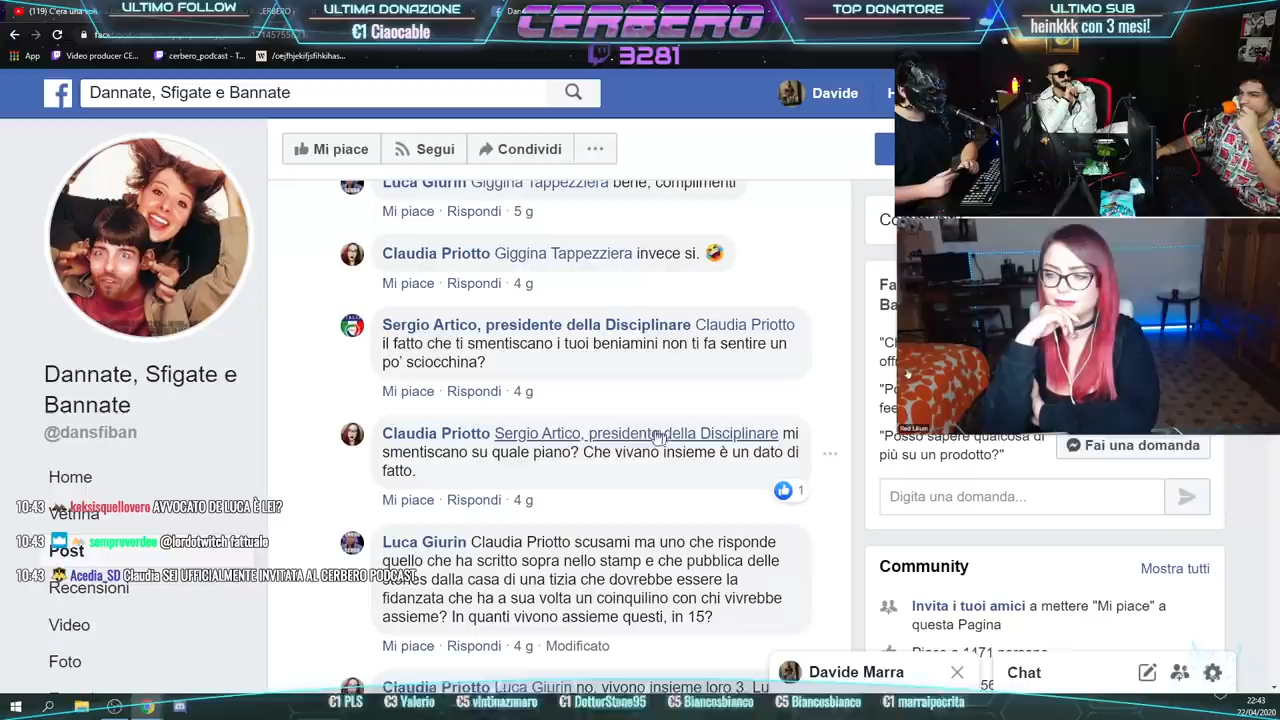 ULTIMO FOLLOW
ULTIMA DONAZIONE
€1 Ciaocable
CERBERO
3281
TOP DONATORE
ULTIMO SUB
heinkkk con 3 mesi!
App
Video producer CE...
cerbero_podcast - T...
/oejfhjekifjsfihkihas...
Dannate, Sfigate e Bannate
Davide
Mi piace
Segui
Condividi
Luca Giurin Giggina Tappezziera bene, complimenti
Mi piace · Rispondi · 5 g
Claudia Priotto Giggina Tappezziera invece si. 🤣
Mi piace · Rispondi · 4 g
Sergio Artico, presidente della Disciplinare Claudia Priotto
il fatto che ti smentiscano i tuoi beniamini non ti fa sentire un
po' sciocchina?
Mi piace · Rispondi · 4 g
Claudia Priotto Sergio Artico, presidente della Disciplinare mi
smentiscano su quale piano? Che vivano insieme è un dato di
fatto.
1
Mi piace · Rispondi · 4 g
Luca Giurin Claudia Priotto scusami ma uno che risponde
quello che ha scritto sopra nello stamp e che pubblica delle
stories dalla casa di una tizia che dovrebbe essere la
fidanzata che ha a sua volta un coinquilino con chi vivrebbe
assieme? In quanti vivono assieme questi, in 15?
Mi piace · Rispondi · 4 g · Modificato
Claudia Priotto Luca Giurin no, vivono insieme loro 3. Lu
Dannate, Sfigate e
Bannate
@dansfiban
Home
Vetrina
Post
Recensioni
Video
Foto
10:43 keksisquellovero AVVOCATO DE LUCA È LEI?
10:43 sempreverdee @lordotwitch fattuale
10:43 Acedia_SD Claudia SEI UFFICIALMENTE INVITATA AL CERBERO PODCAST
Red Lilium
"Posso sapere qualcosa di
più su un prodotto?"
Fai una domanda
Digita una domanda...
Community
Mostra tutti
Invita i tuoi amici a mettere "Mi piace" a
questa Pagina
Davide Marra
Chat
€1 PLS
€3 Valerio
€5 vintinazmaro
€1 DottorStone95
€5 Biancosbianco
€5 Biancosbianco
€1 marraipocrita
22:43
22/04/2020